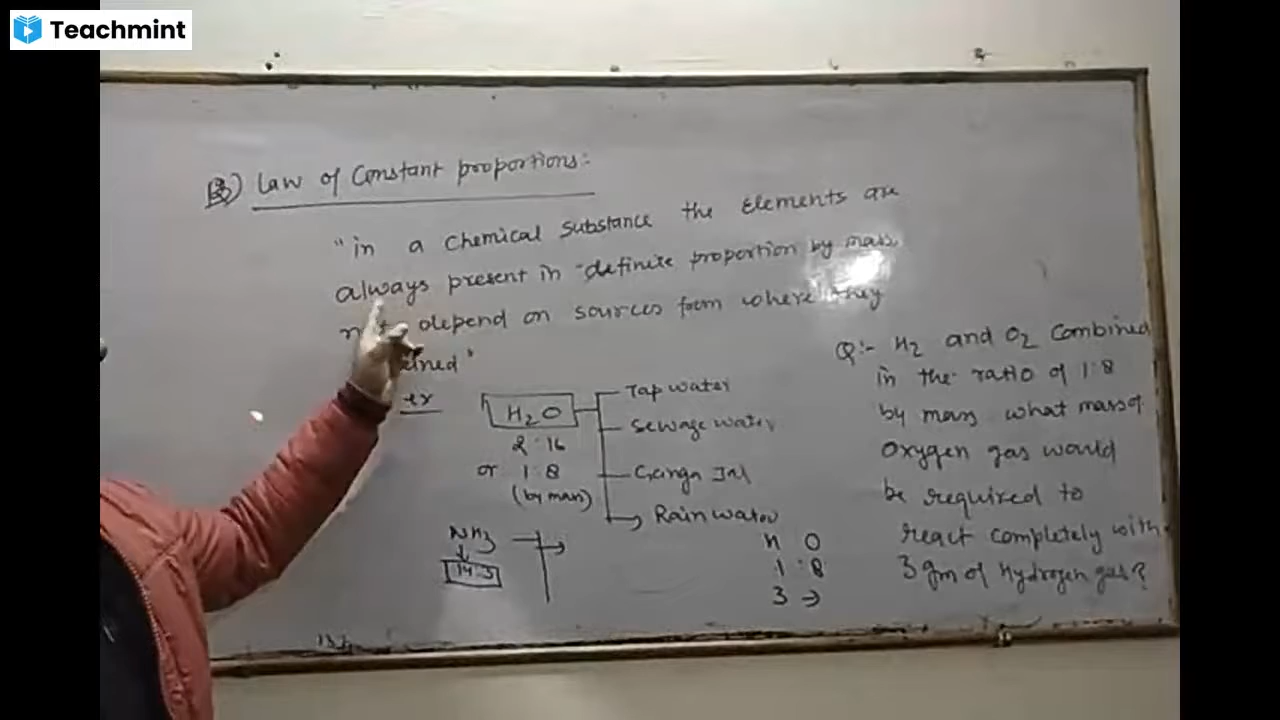 Teachmint
B) Law of Constant proportions:
"in a chemical substance the Elements are
always present in definite proportion by mass
depend on sources from where they
ex
H2O
2:16
or 1:8
(by mass)
Tap water
Sewage water
Ganga Jal
Rain water
NH3
14:3
H O
1:8
3 →
Q:- H2 and O2 Combined
in the ratio of 1:8
by mass what mass of
Oxygen gas would
be required to
react completely with
3 gm of Hydrogen gas?